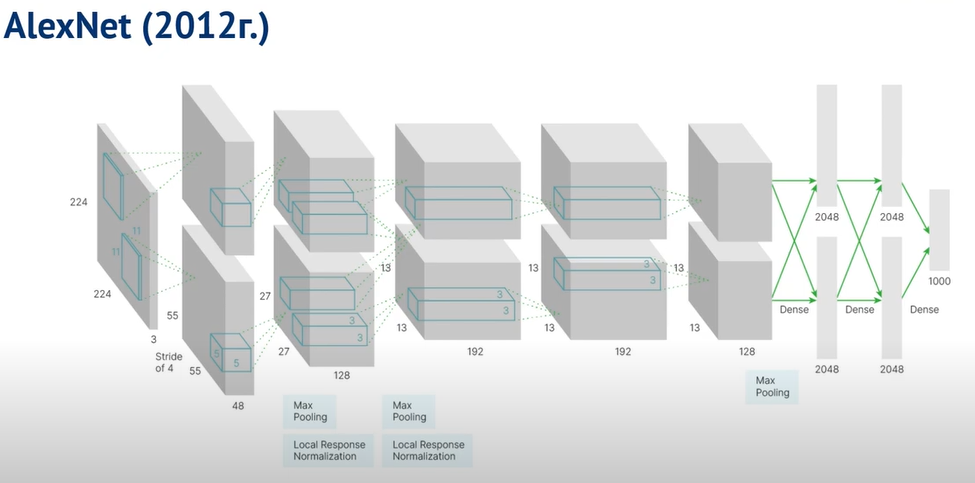 AlexNet (2012г.)
224
11
11
224
3
Stride
of 4
55
55
5
5
48
27
27
3
3
128
13
13
3
3
192
13
13
3
3
192
13
13
128
Dense
2048
2048
Dense
2048
2048
Dense
1000
Max
Pooling
Local Response
Normalization
Max
Pooling
Local Response
Normalization
Max
Pooling